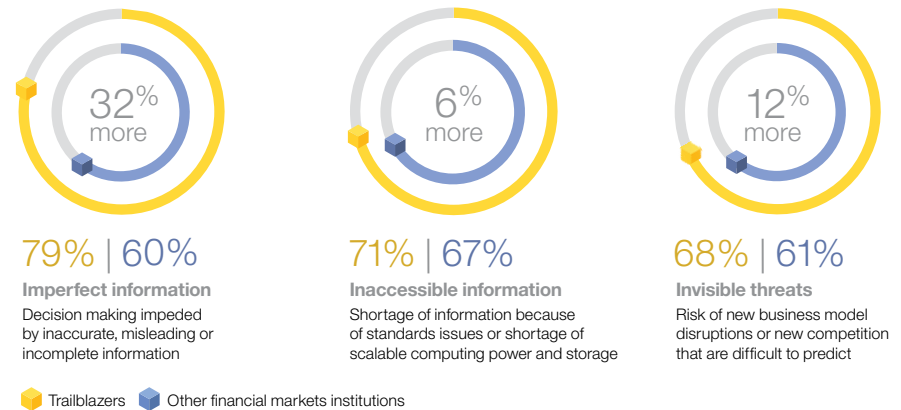 32%
more
6%
more
12%
more
79% | 60%
Imperfect information
Decision making impeded
by inaccurate, misleading or
incomplete information
71% | 67%
Inaccessible information
Shortage of information because
of standards issues or shortage of
scalable computing power and storage
68% | 61%
Invisible threats
Risk of new business model
disruptions or new competition
that are difficult to predict
Trailblazers
Other financial markets institutions